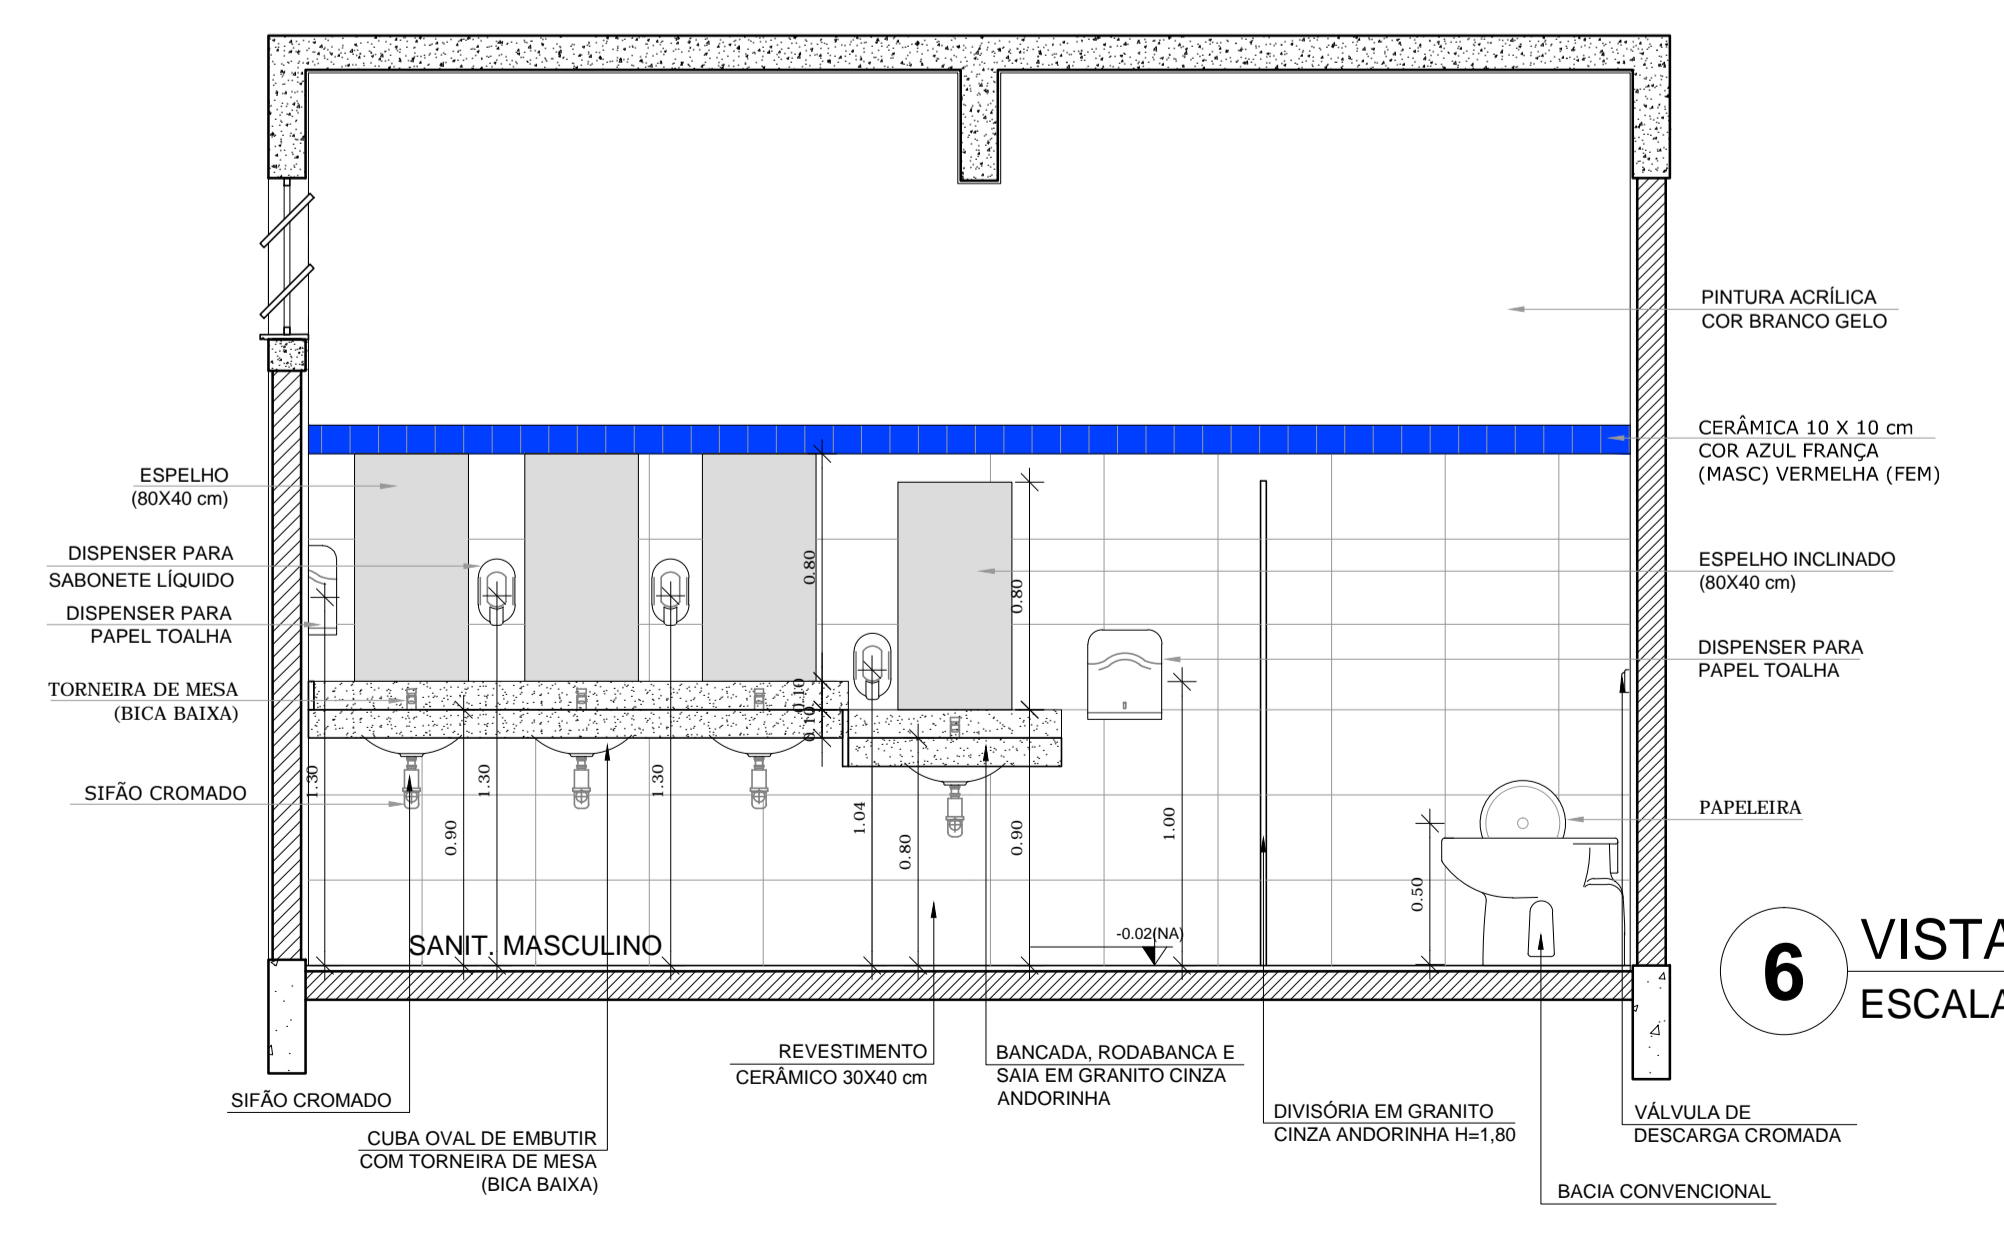 PINTURA ACRÍLICA
COR BRANCO GELO
CERÂMICA 10 X 10 cm
COR AZUL FRANÇA
(MASC) VERMELHA (FEM)
ESPELHO
(80X40 cm)
DISPENSER PARA
SABONETE LÍQUIDO
DISPENSER PARA
PAPEL TOALHA
TORNEIRA DE MESA
(BICA BAIXA)
SIFÃO CROMADO
ESPELHO INCLINADO
(80X40 cm)
DISPENSER PARA
PAPEL TOALHA
PAPELEIRA
0.80
0.80
0.10
0.10
1.30
0.90
1.30
1.30
1.04
0.80
0.90
1.00
0.50
-0.02(NA)
SANIT. MASCULINO
6
VISTA
ESCALA
REVESTIMENTO
CERÂMICO 30X40 cm
BANCADA, RODABANCA E
SAIA EM GRANITO CINZA
ANDORINHA
SIFÃO CROMADO
CUBA OVAL DE EMBUTIR
COM TORNEIRA DE MESA
(BICA BAIXA)
DIVISÓRIA EM GRANITO
CINZA ANDORINHA H=1,80
VÁLVULA DE
DESCARGA CROMADA
BACIA CONVENCIONAL